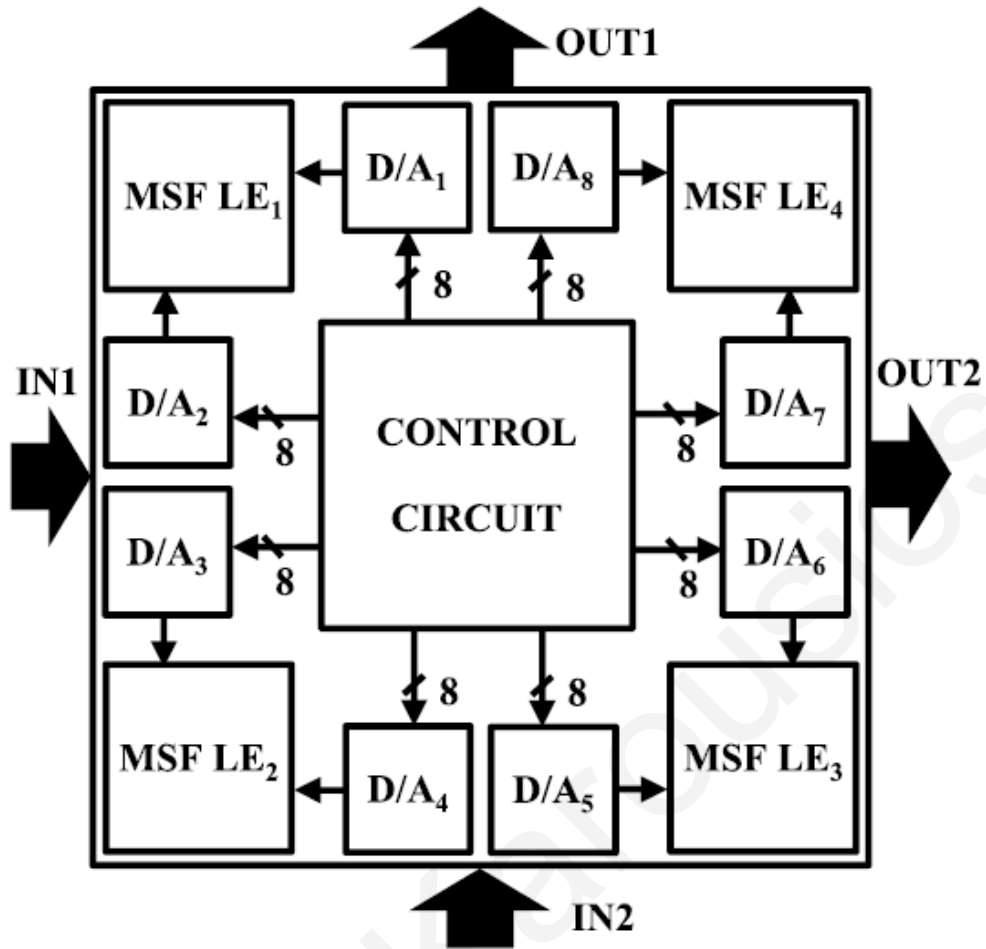 OUT1
D/A1
D/A8
MSF LE1
MSF LE4
8
8
IN1
OUT2
D/A2
D/A7
CONTROL
8
8
CIRCUIT
D/A3
D/A6
8
8
8
8
MSF LE2
MSF LE3
D/A4
D/A5
IN2